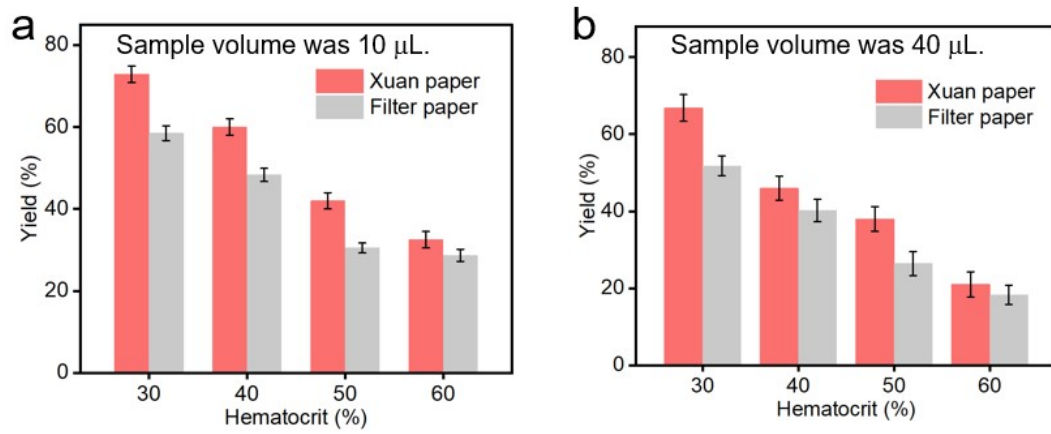 a
Sample volume was 10 μL.
Xuan paper
Filter paper
Yield (%)
80
60
40
20
0
30 40 50 60
Hematocrit (%)
b
Sample volume was 40 μL.
Xuan paper
Filter paper
Yield (%)
80
60
40
20
0
30 40 50 60
Hematocrit (%)